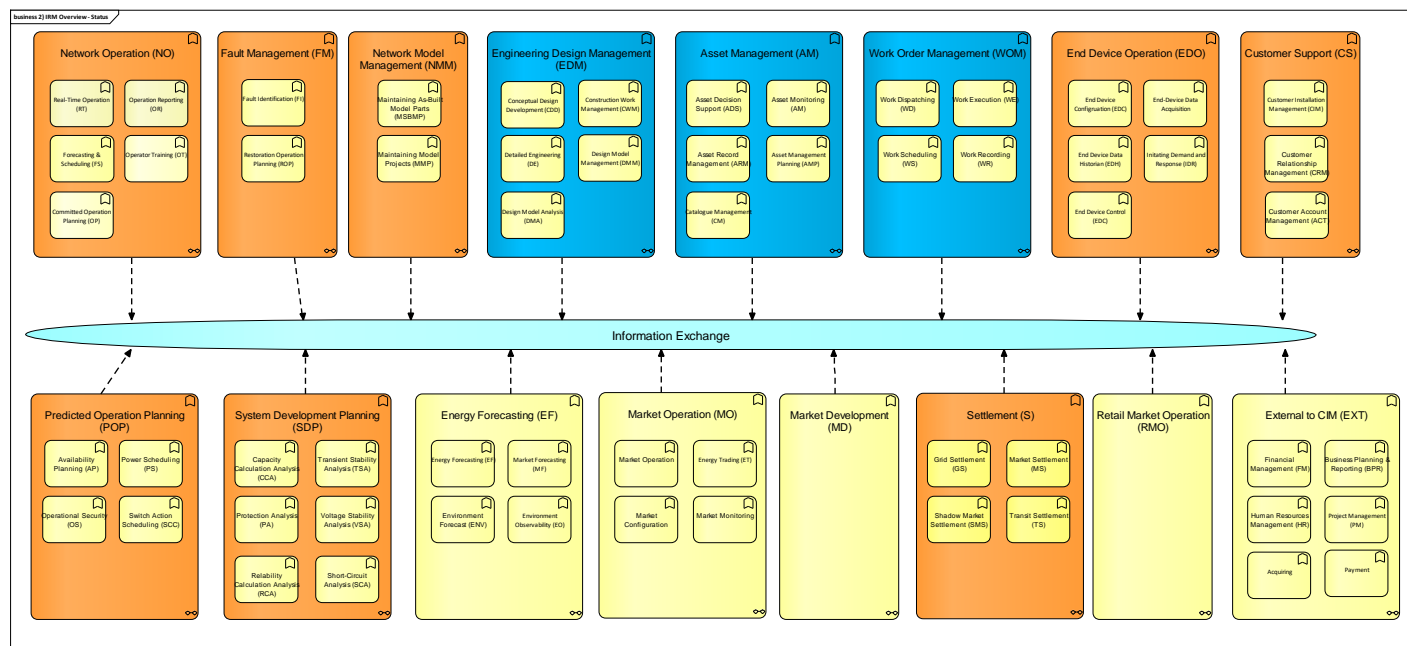 business 2) IRM Overview - Status
Network Operation (NO)
Real-Time Operation
(RT)
Operation Reporting (OR)
Forecasting &
Scheduling (FS)
Operator Training (OT)
Committed Operation
Planning (OP)
Fault Management (FM)
Fault Identification (FI)
Restoration Operation
Planning (ROP)
Network Model
Management (NMM)
Maintaining As-Built
Model Parts
(MSBMP)
Maintaining Model
Projects (MMP)
Engineering Design Management
(EDM)
Conceptual Design
Development (CDD)
Construction Work
Management (CWM)
Detailed Engineering
(DE)
Design Model
Management (DMM)
Design Model Analysis
(DMA)
Asset Management (AM)
Asset Decision
Support (ADS)
Asset Monitoring
(AM)
Asset Record
Management (ARM)
Asset Management
Planning (AMP)
Catalogue Management
(CM)
Work Order Management (WOM)
Work Dispatching
(WD)
Work Execution (WE)
Work Scheduling
(WS)
Work Recording
(WR)
End Device Operation (EDO)
End Device
Configruation (EDC)
End-Device Data
Acquisition
End Device Data
Historian (EDH)
Initating Demand and
Response (IDR)
End Device Control
(EDC)
Customer Support (CS)
Customer Installation
Management (CIM)
Customer
Relationship
Management (CRM)
Customer Account
Management (ACT)
Information Exchange
Predicted Operation Planning
(POP)
Availability
Planning (AP)
Power Scheduling
(PS)
Operational Security
(OS)
Switch Action
Scheduling (SCC)
System Development Planning
(SDP)
Capacity
Calculation Analysis
(CCA)
Transient Stability
Analysis (TSA)
Protection Analysis
(PA)
Voltage Stability
Analysis (VSA)
Relability
Calculation Analysis
(RCA)
Short-Circuit
Analysis (SCA)
Energy Forecasting (EF)
Energy Forecasting (EF)
Market Forecasting
(MF)
Environment
Forecast (ENV)
Environment
Observability (EO)
Market Operation (MO)
Market Operation
Energy Trading (ET)
Market
Configuration
Market Monitoring
Market Development
(MD)
Settlement (S)
Grid Settlement
(GS)
Market Settlement
(MS)
Shadow Market
Settlement (SMS)
Transit Settlement
(TS)
Retail Market Operation
(RMO)
External to CIM (EXT)
Financial
Management (FM)
Business Planning &
Reporting (BPR)
Human Resources
Management (HR)
Project Management
(PM)
Acquiring
Payment